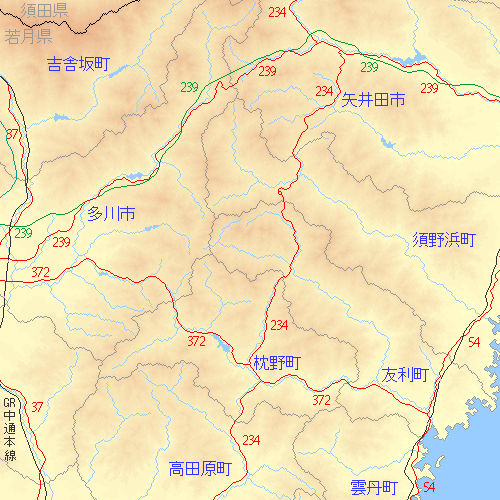 須田県
若月県
234
吉舎坂町
239
239
234
239
239
矢井田市
37
多川市
239
239
須野浜町
372
234
372
枕野町
54
友利町
372
37
GR中通本線
234
高田原町
雲丹町
54